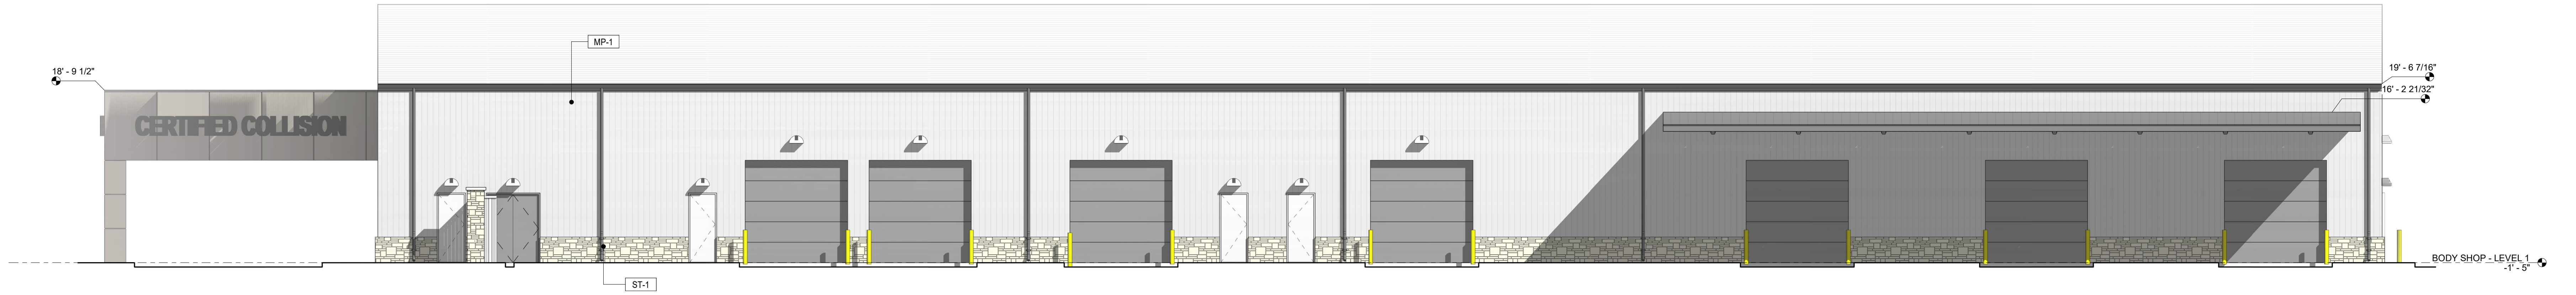 MP-1
18' - 9 1/2"
19' - 6 7/16"
16' - 2 21/32"
CERTIFIED COLLISION
BODY SHOP - LEVEL 1
-1' - 5"
ST-1